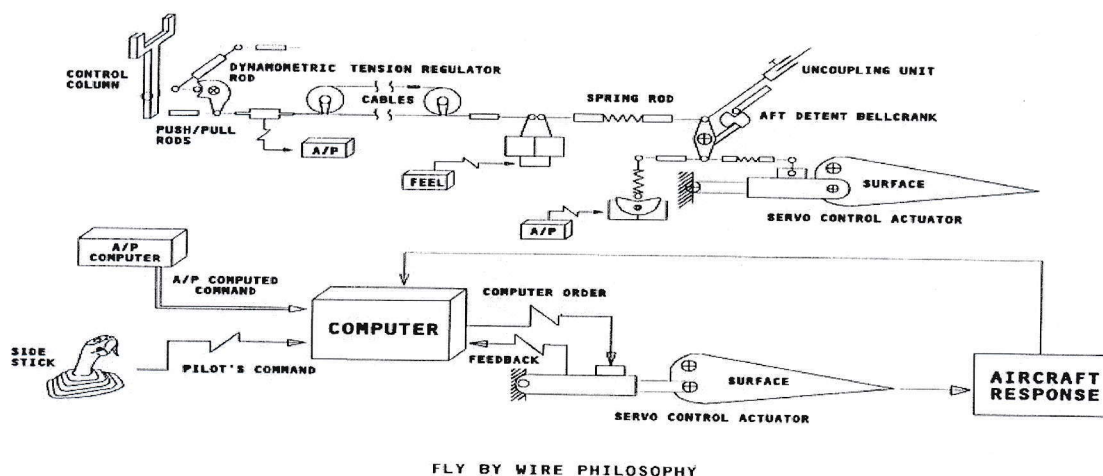 CONTROL
COLUMN
DYNAMOMETRIC
ROD
TENSION REGULATOR
CABLES
PUSH/PULL
RODS
A/P
FEEL
SPRING ROD
UNCOUPLING UNIT
AFT DETENT BELLCRANK
SURFACE
SERVO CONTROL ACTUATOR
A/P
A/P
COMPUTER
A/P COMPUTED
COMMAND
SIDE
STICK
PILOT'S COMMAND
COMPUTER
COMPUTER ORDER
FEEDBACK
SURFACE
SERVO CONTROL ACTUATOR
AIRCRAFT
RESPONSE
FLY BY WIRE PHILOSOPHY